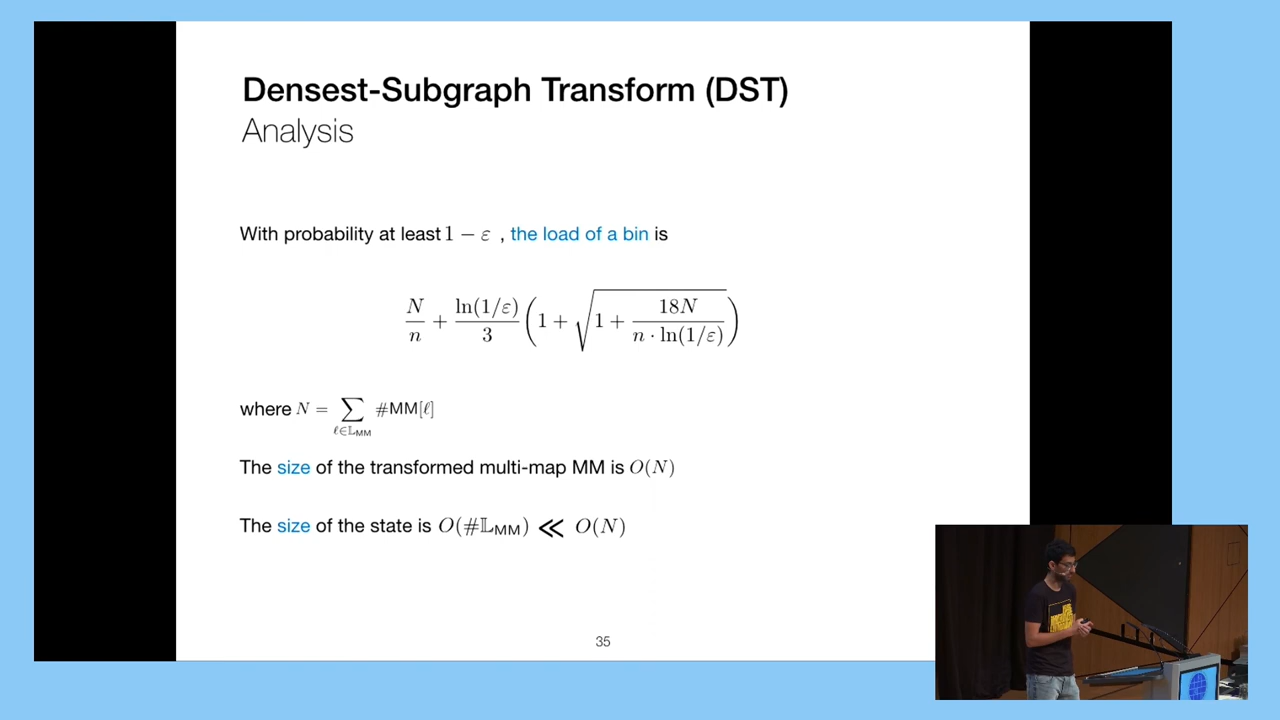 Densest-Subgraph Transform (DST)
Analysis
With probability at least 1 − ε , the load of a bin is
N/n + ln(1/ε)/3 (1 + √(1 + 18N/(n · ln(1/ε))))
where N = ∑_{ℓ∈𝕃_MM} #MM[ℓ]
The size of the transformed multi-map MM is O(N)
The size of the state is O(#𝕃_MM) ≪ O(N)
35